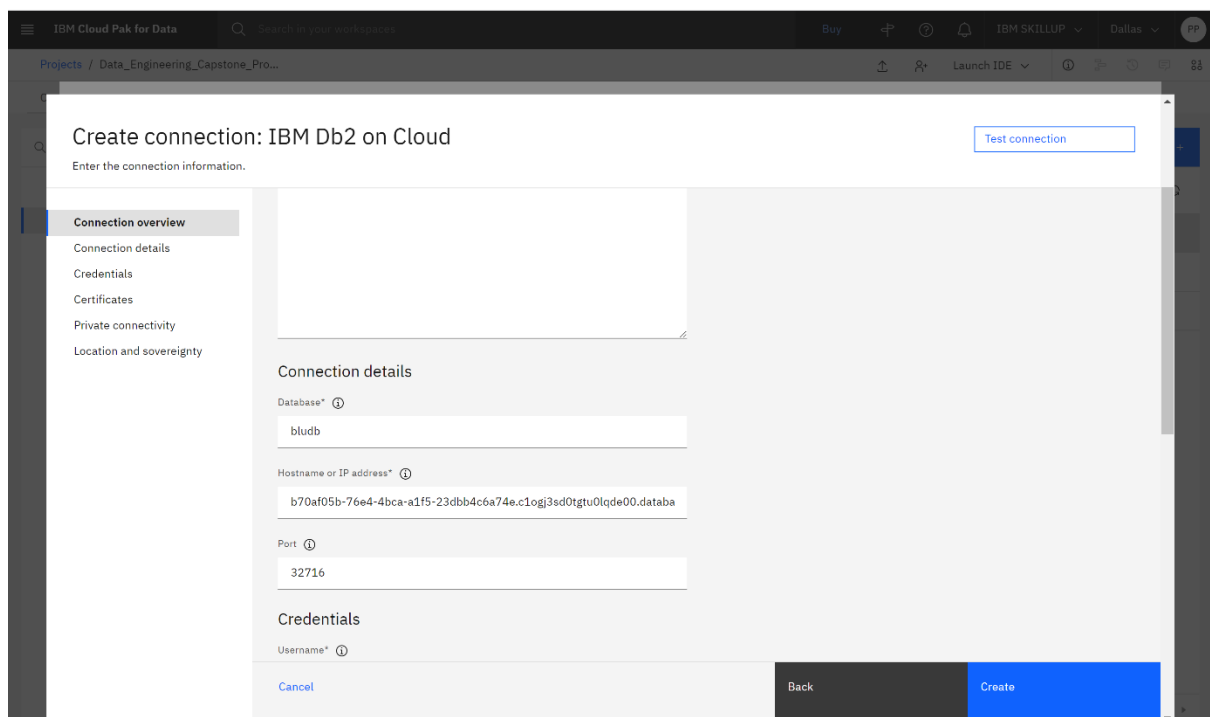 IBM Cloud Pak for Data
Search in your workspaces
Buy
IBM SKILLUP
Dallas
PP
Projects / Data_Engineering_Capstone_Pro...
Launch IDE
Create connection: IBM Db2 on Cloud
Test connection
Enter the connection information.
Connection overview
Connection details
Credentials
Certificates
Private connectivity
Location and sovereignty
Connection details
Database*
bludb
Hostname or IP address*
b70af05b-76e4-4bca-a1f5-23dbb4c6a74e.c1ogj3sd0tgtu0lqde00.databa
Port
32716
Credentials
Username*
Cancel
Back
Create